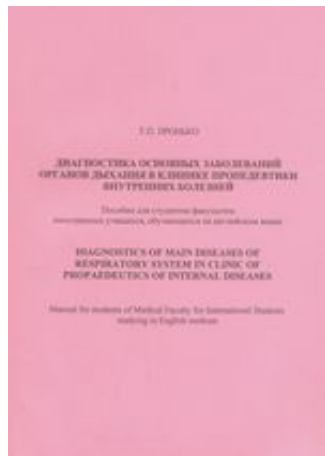 Т.П. ПРОНЬКО
ДИАГНОСТИКА ОСНОВНЫХ ЗАБОЛЕВАНИЙ
ОРГАНОВ ДЫХАНИЯ В КЛИНИКЕ ПРОПЕДЕВТИКИ
ВНУТРЕННИХ БОЛЕЗНЕЙ
Пособие для студентов факультета
иностранных учащихся, обучающихся на английском языке
DIAGNOSTICS OF MAIN DISEASES OF
RESPIRATORY SYSTEM IN CLINIC OF
PROPAEDEUTICS OF INTERNAL DISEASES
Manual for students of Medical Faculty for International Students
studying in English medium